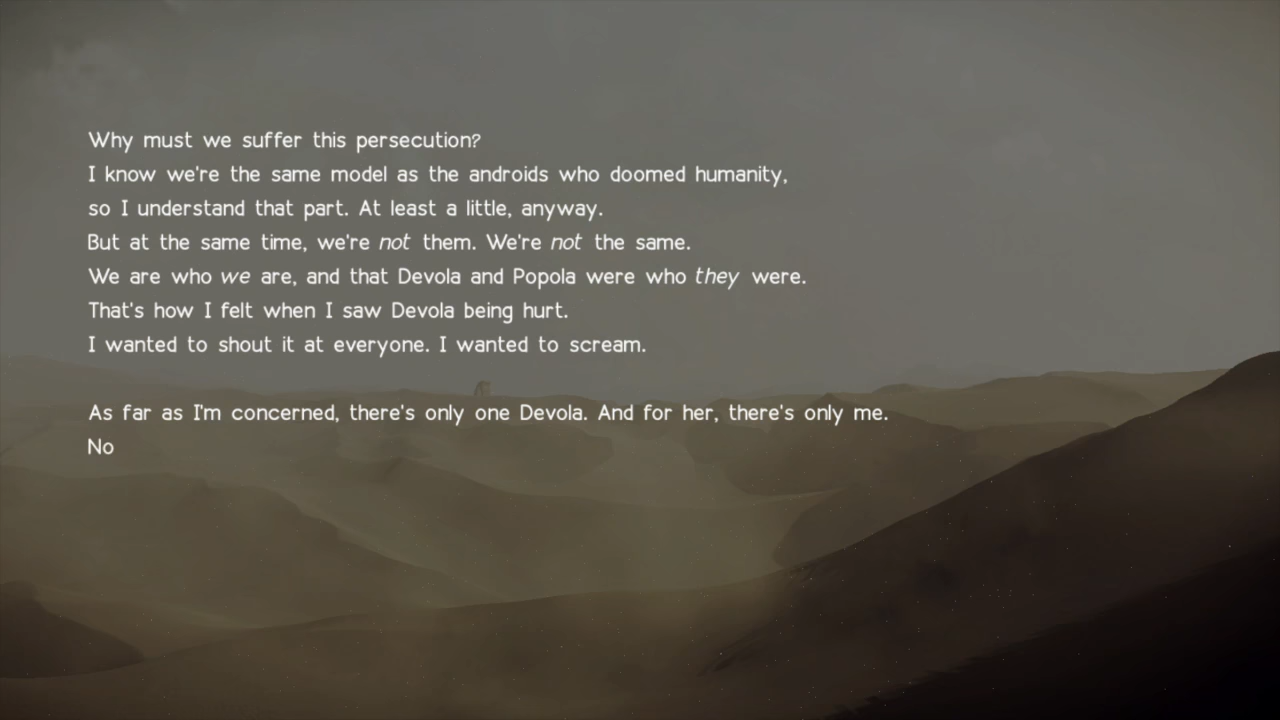 Why must we suffer this persecution?
I know we're the same model as the androids who doomed humanity,
so I understand that part. At least a little, anyway.
But at the same time, we're not them. We're not the same.
We are who we are, and that Devola and Popola were who they were.
That's how I felt when I saw Devola being hurt.
I wanted to shout it at everyone. I wanted to scream.
As far as I'm concerned, there's only one Devola. And for her, there's only me.
No